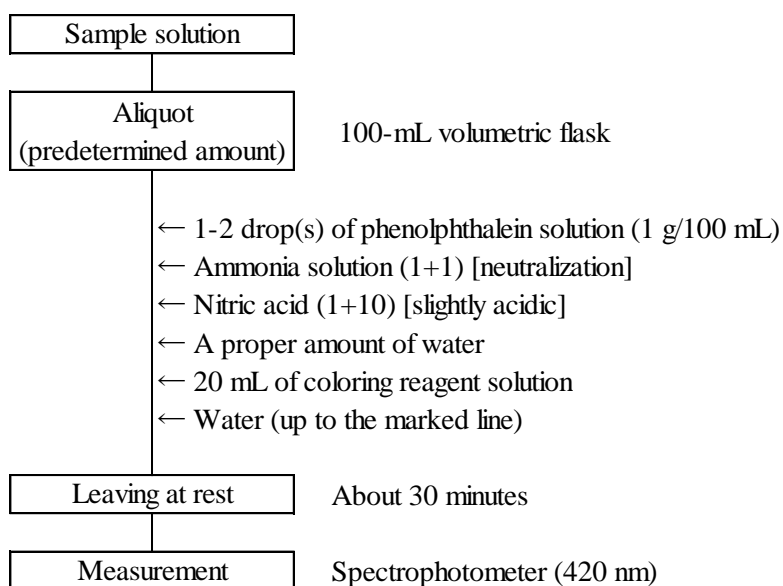 Sample solution
Aliquot
(predetermined amount)
100-mL volumetric flask
← 1-2 drop(s) of phenolphthalein solution (1 g/100 mL)
← Ammonia solution (1+1) [neutralization]
← Nitric acid (1+10) [slightly acidic]
← A proper amount of water
← 20 mL of coloring reagent solution
← Water (up to the marked line)
Leaving at rest
About 30 minutes
Measurement
Spectrophotometer (420 nm)